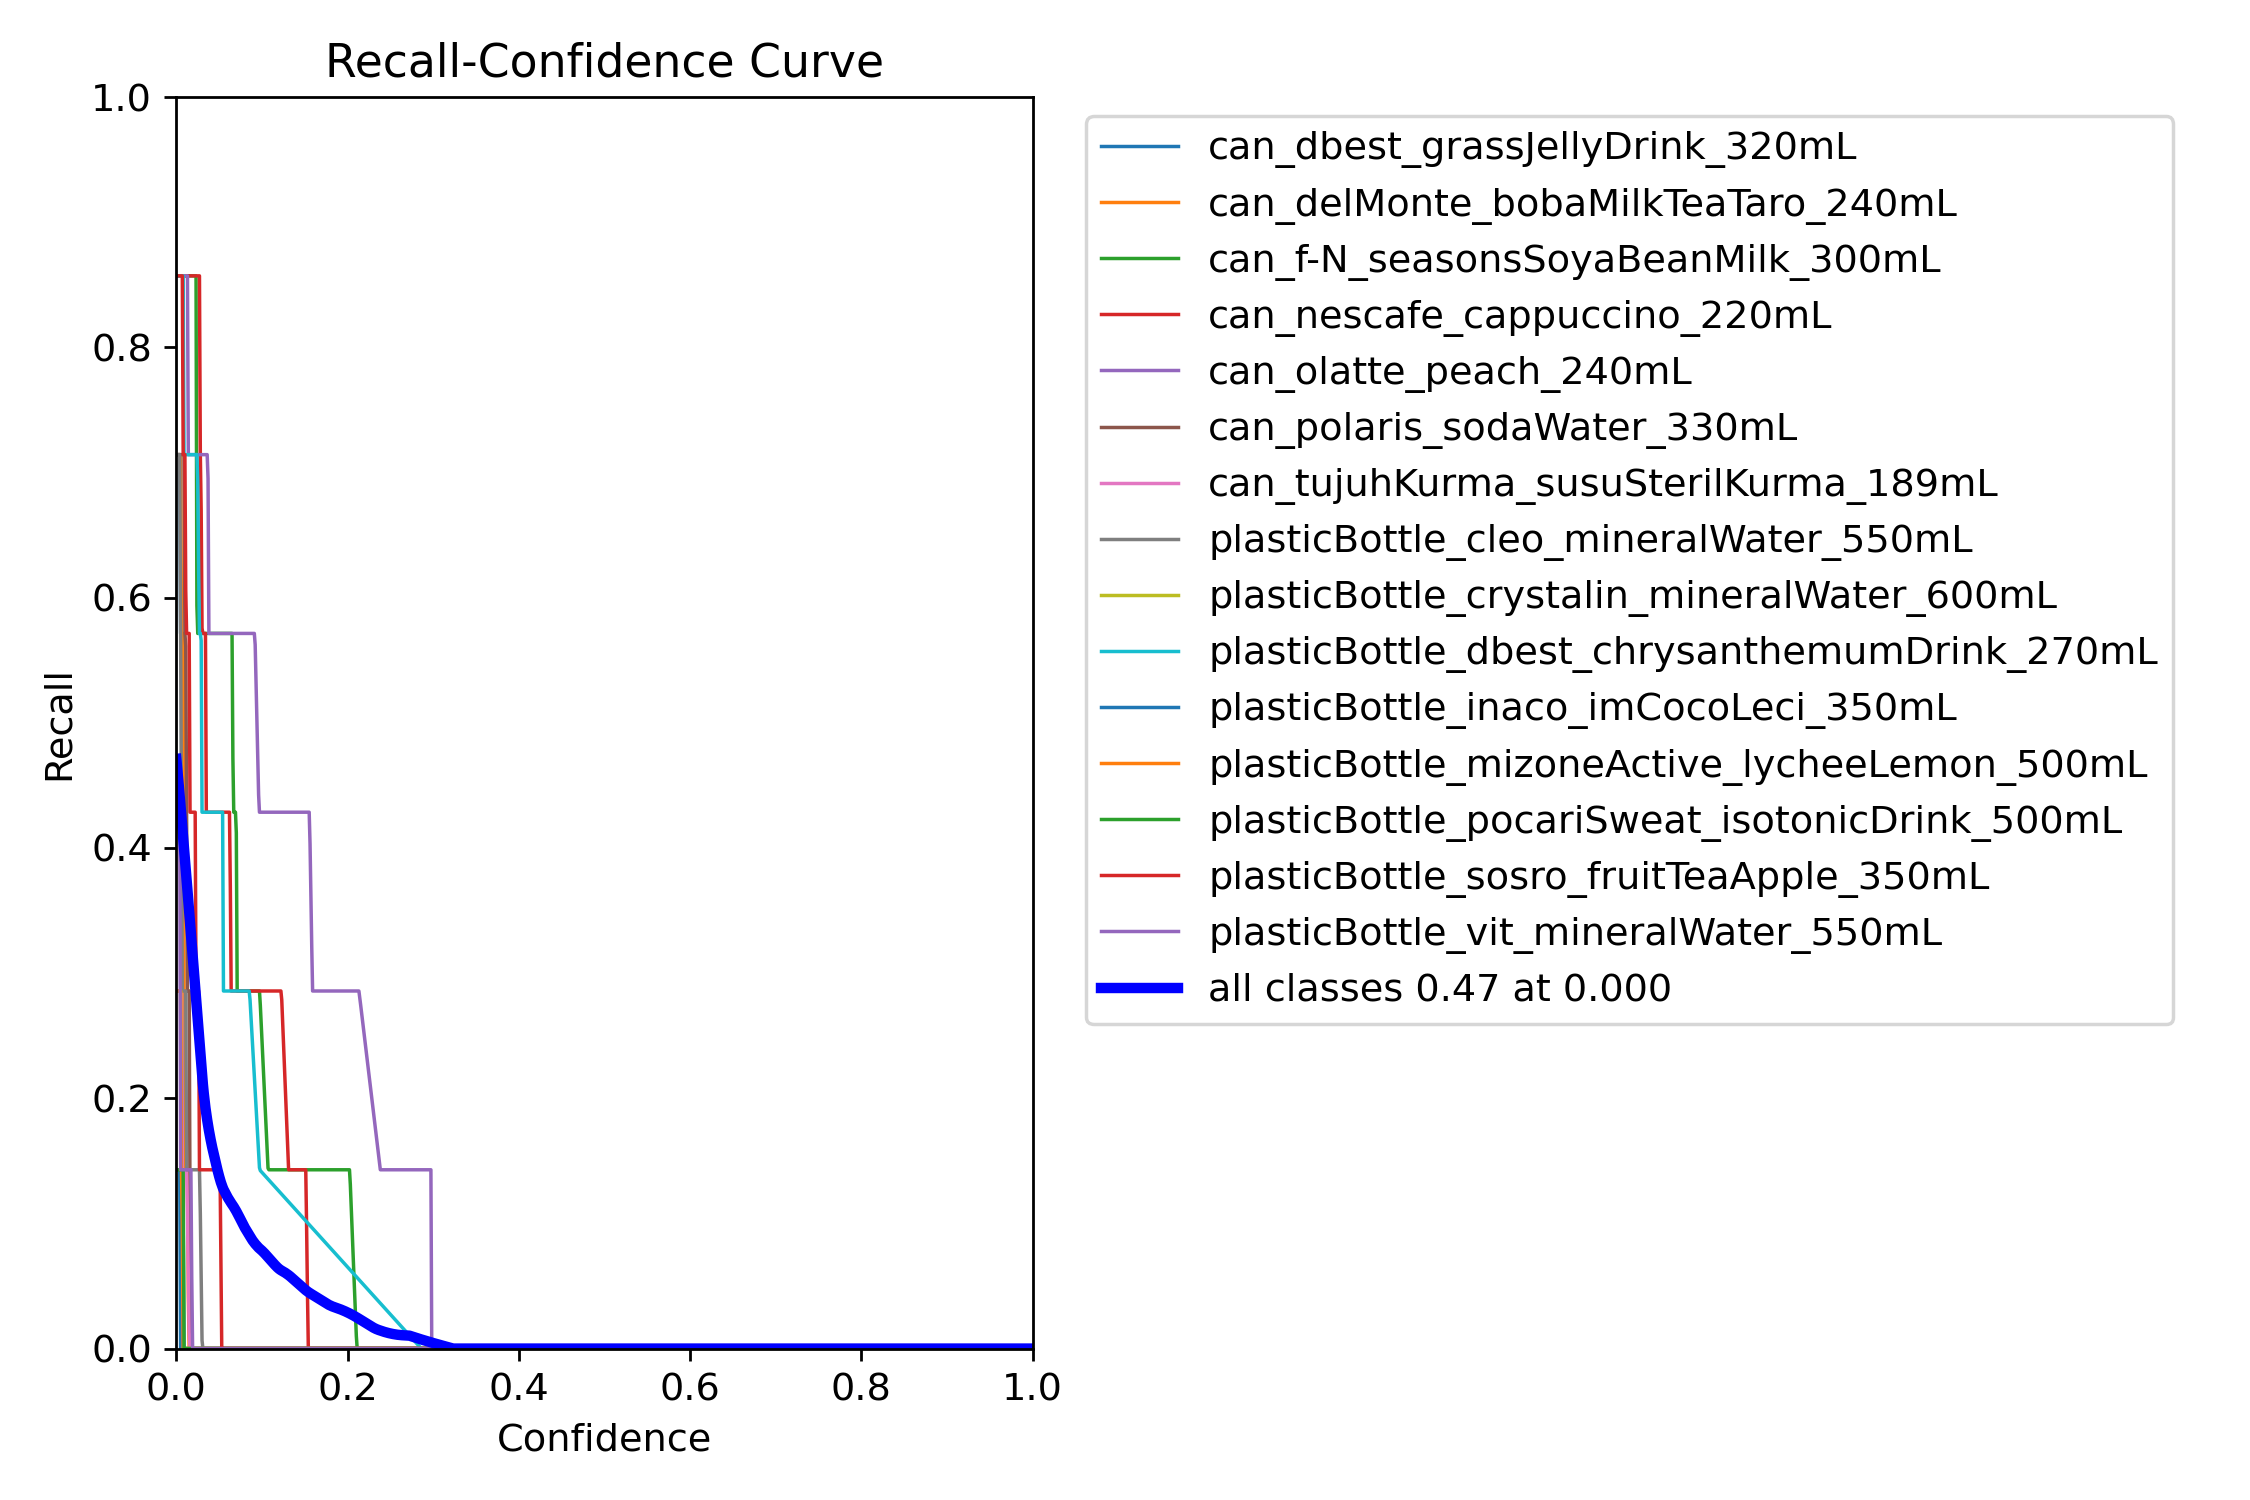 Recall-Confidence Curve
1.0
0.8
0.6
0.4
0.2
0.0
Recall
0.0 0.2 0.4 0.6 0.8 1.0
Confidence
can_dbest_grassJellyDrink_320mL
can_delMonte_bobaMilkTeaTaro_240mL
can_f-N_seasonsSoyaBeanMilk_300mL
can_nescafe_cappuccino_220mL
can_olatte_peach_240mL
can_polaris_sodaWater_330mL
can_tujuhKurma_susuSterilKurma_189mL
plasticBottle_cleo_mineralWater_550mL
plasticBottle_crystalin_mineralWater_600mL
plasticBottle_dbest_chrysanthemumDrink_270mL
plasticBottle_inaco_imCocoLeci_350mL
plasticBottle_mizoneActive_lycheeLemon_500mL
plasticBottle_pocariSweat_isotonicDrink_500mL
plasticBottle_sosro_fruitTeaApple_350mL
plasticBottle_vit_mineralWater_550mL
all classes 0.47 at 0.000